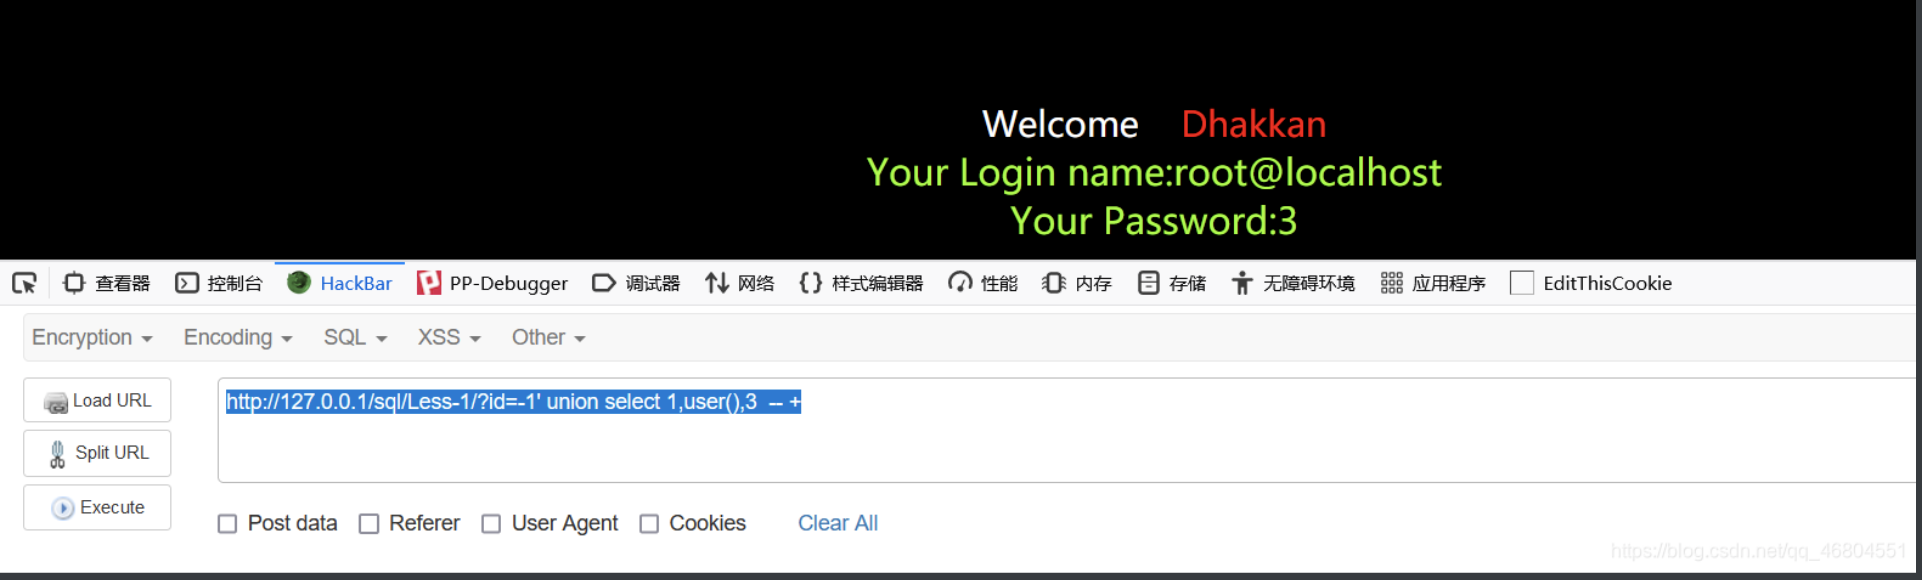 Welcome Dhakkan
Your Login name:root@localhost
Your Password:3
查看器 控制台 HackBar PP-Debugger 调试器 网络 样式编辑器 性能 内存 存储 无障碍环境 应用程序 EditThisCookie
Encryption Encoding SQL XSS Other
Load URL http://127.0.0.1/sql/Less-1/?id=-1' union select 1,user(),3 -- +
Split URL
Execute
Post data Referer User Agent Cookies Clear All
https://blog.csdn.net/qq_46804551